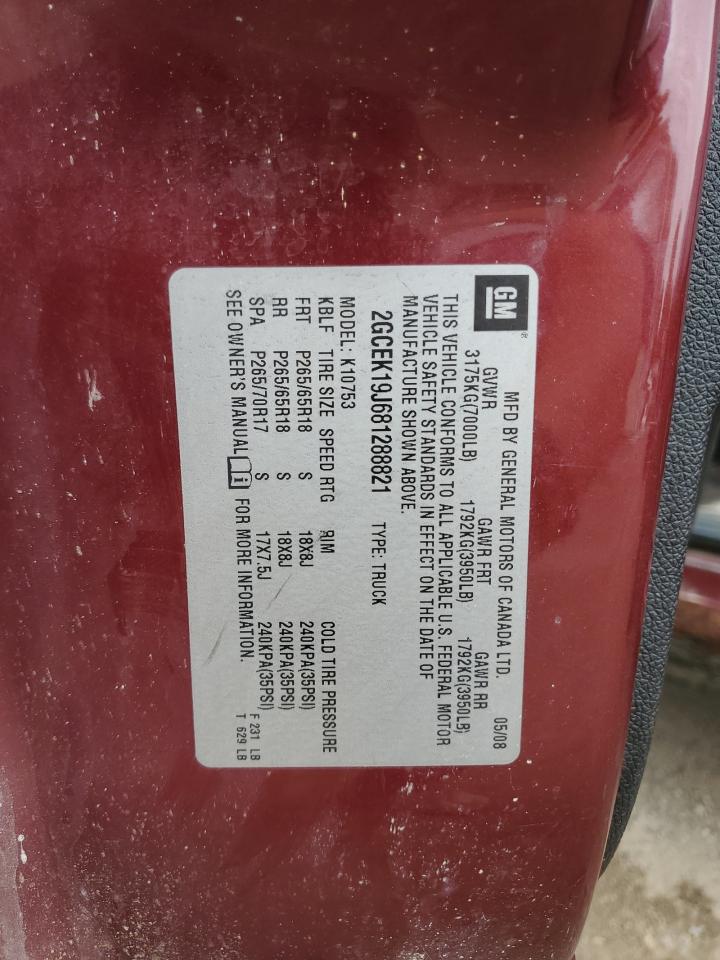 GM ®
MFD BY GENERAL MOTORS OF CANADA LTD. 05/08
GVWR GAWR FRT GAWR RR
3175KG(7000LB) 1792KG(3950LB) 1792KG(3950LB)
THIS VEHICLE CONFORMS TO ALL APPLICABLE U.S. FEDERAL MOTOR
VEHICLE SAFETY STANDARDS IN EFFECT ON THE DATE OF
MANUFACTURE SHOWN ABOVE.
2GCEK19J681288821 TYPE: TRUCK
MODEL: K10753
KBLF TIRE SIZE SPEED RTG RIM COLD TIRE PRESSURE
FRT P265/65R18 S 18X8J 240KPA(35PSI)
RR P265/65R18 S 18X8J 240KPA(35PSI)
SPA P265/70R17 S 17X7.5J 240KPA(35PSI)
SEE OWNER'S MANUAL i FOR MORE INFORMATION.
F 231 LB
T 629 LB